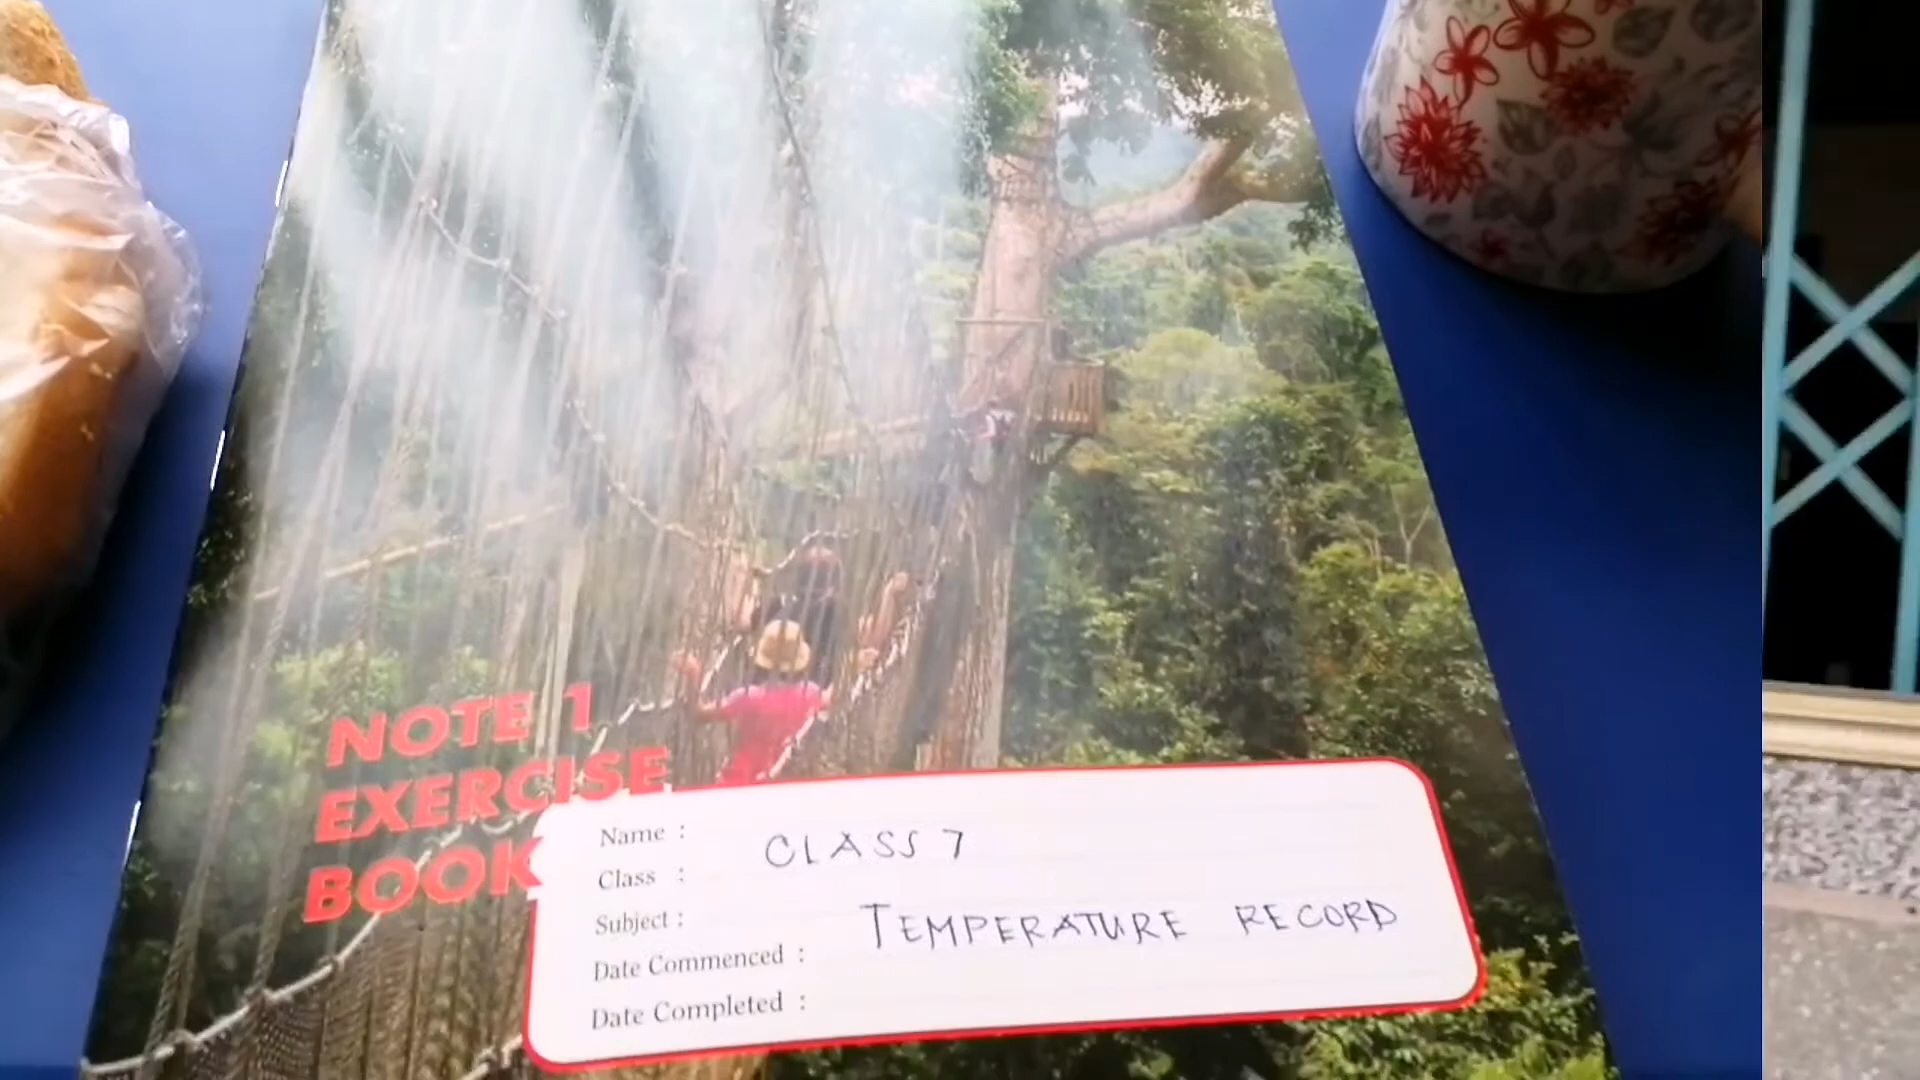 NOTE 1
EXERCISE
BOOK
Name :
CLASS 7
Class :
Subject :
TEMPERATURE RECORD
Date Commenced :
Date Completed :